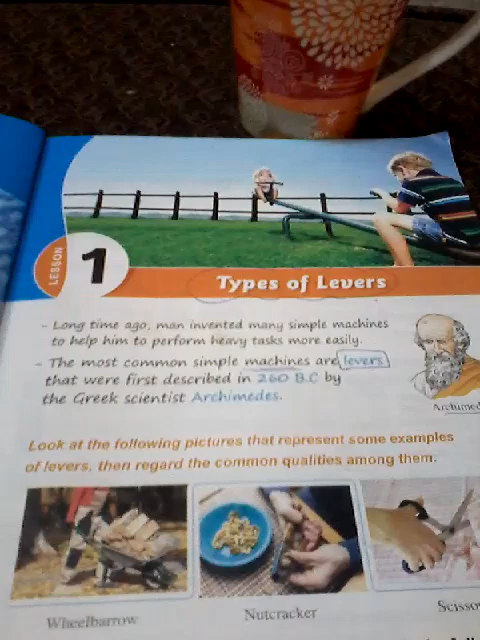 LESSON
1
Types of Levers
- Long time ago, man invented many simple machines
to help him to perform heavy tasks more easily.
- The most common simple machines are levers
that were first described in 260 B.C by
the Greek scientist Archimedes.
Look at the following pictures that represent some examples
of levers, then regard the common qualities among them:
Wheelbarrow
Nutcracker